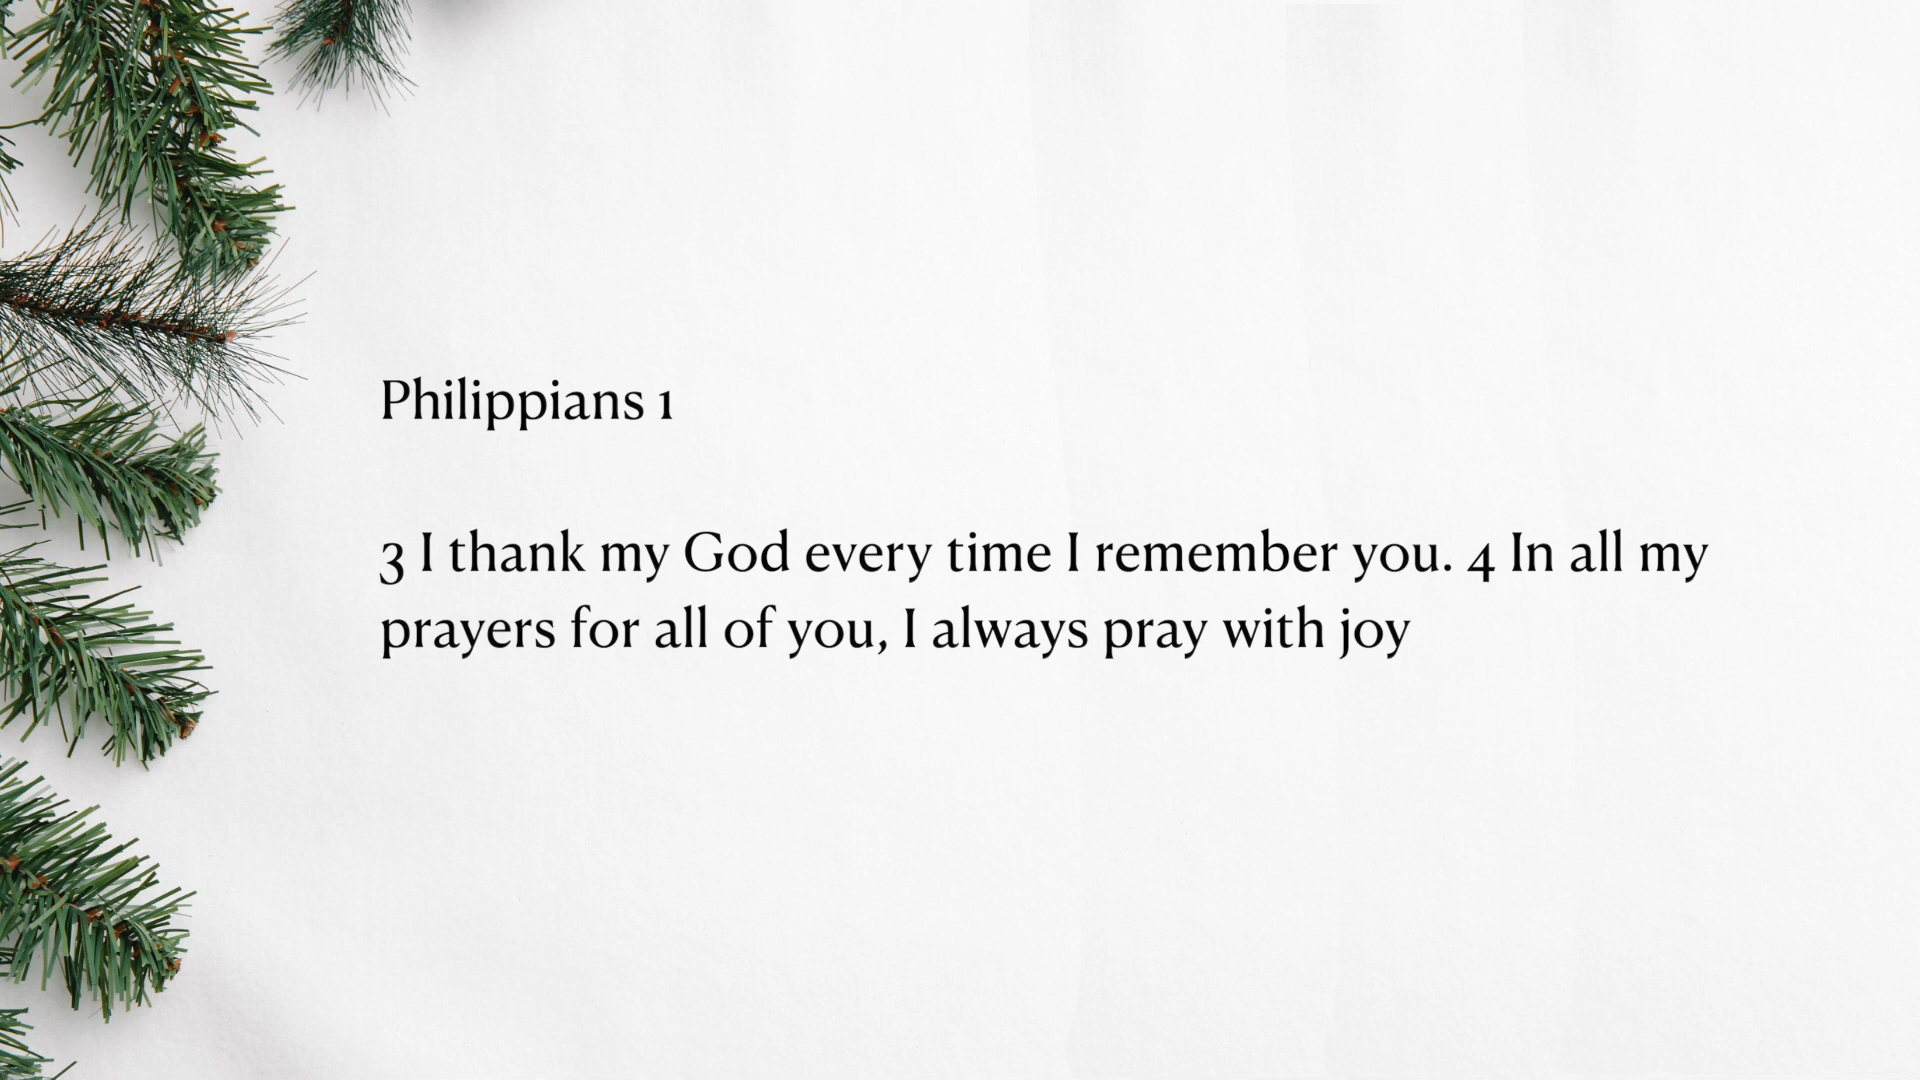 Philippians 1
3 I thank my God every time I remember you. 4 In all my
prayers for all of you, I always pray with joy